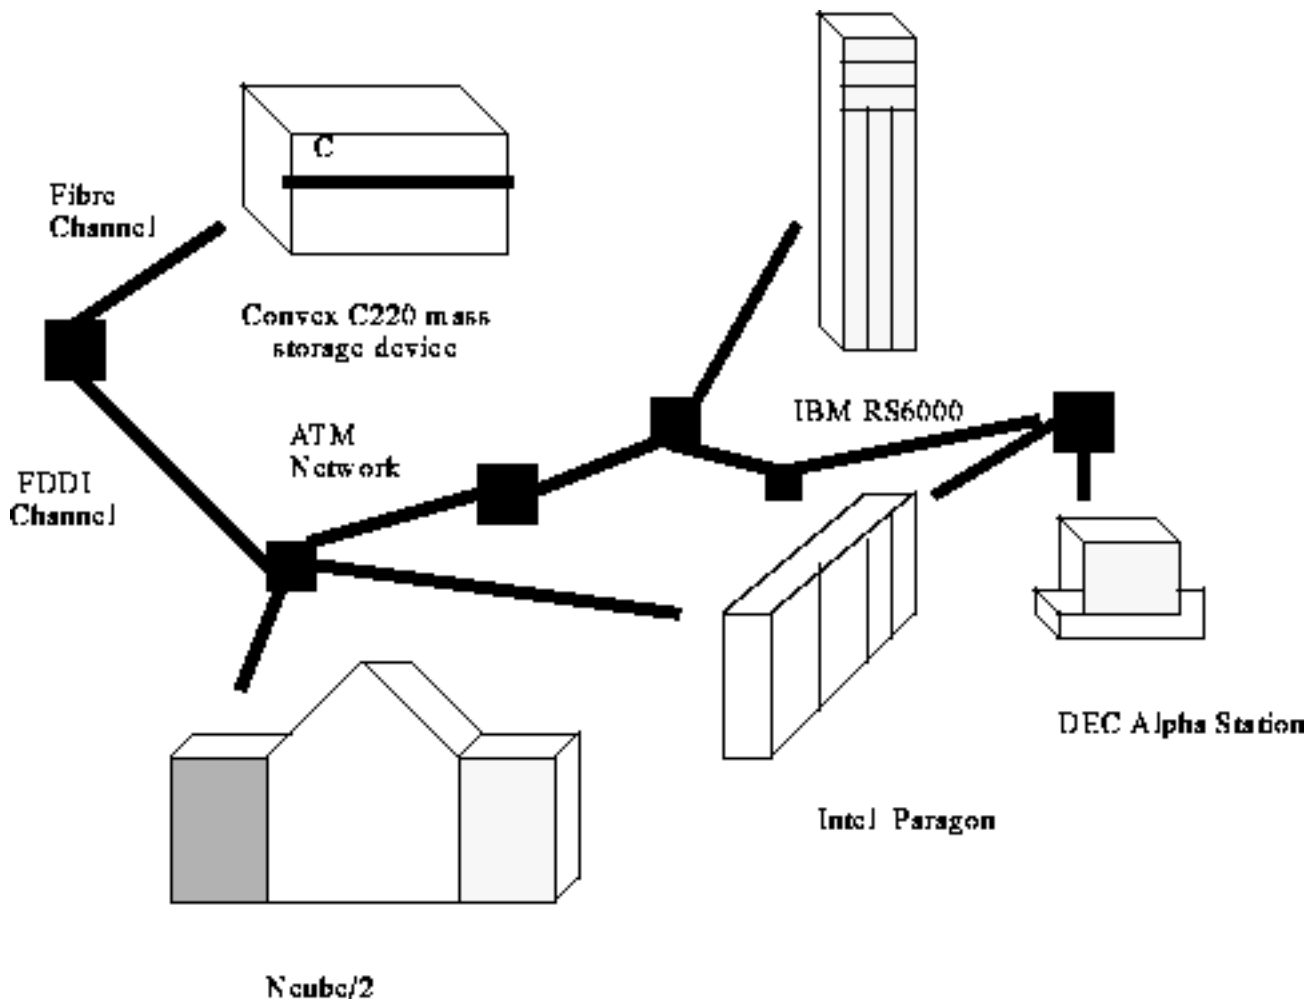 C
Fibre
Channel
Convex C220 mass
storage device
IBM RS6000
ATM
Network
FDDI
Channel
DEC Alpha Station
Intel Paragon
Ncube/2